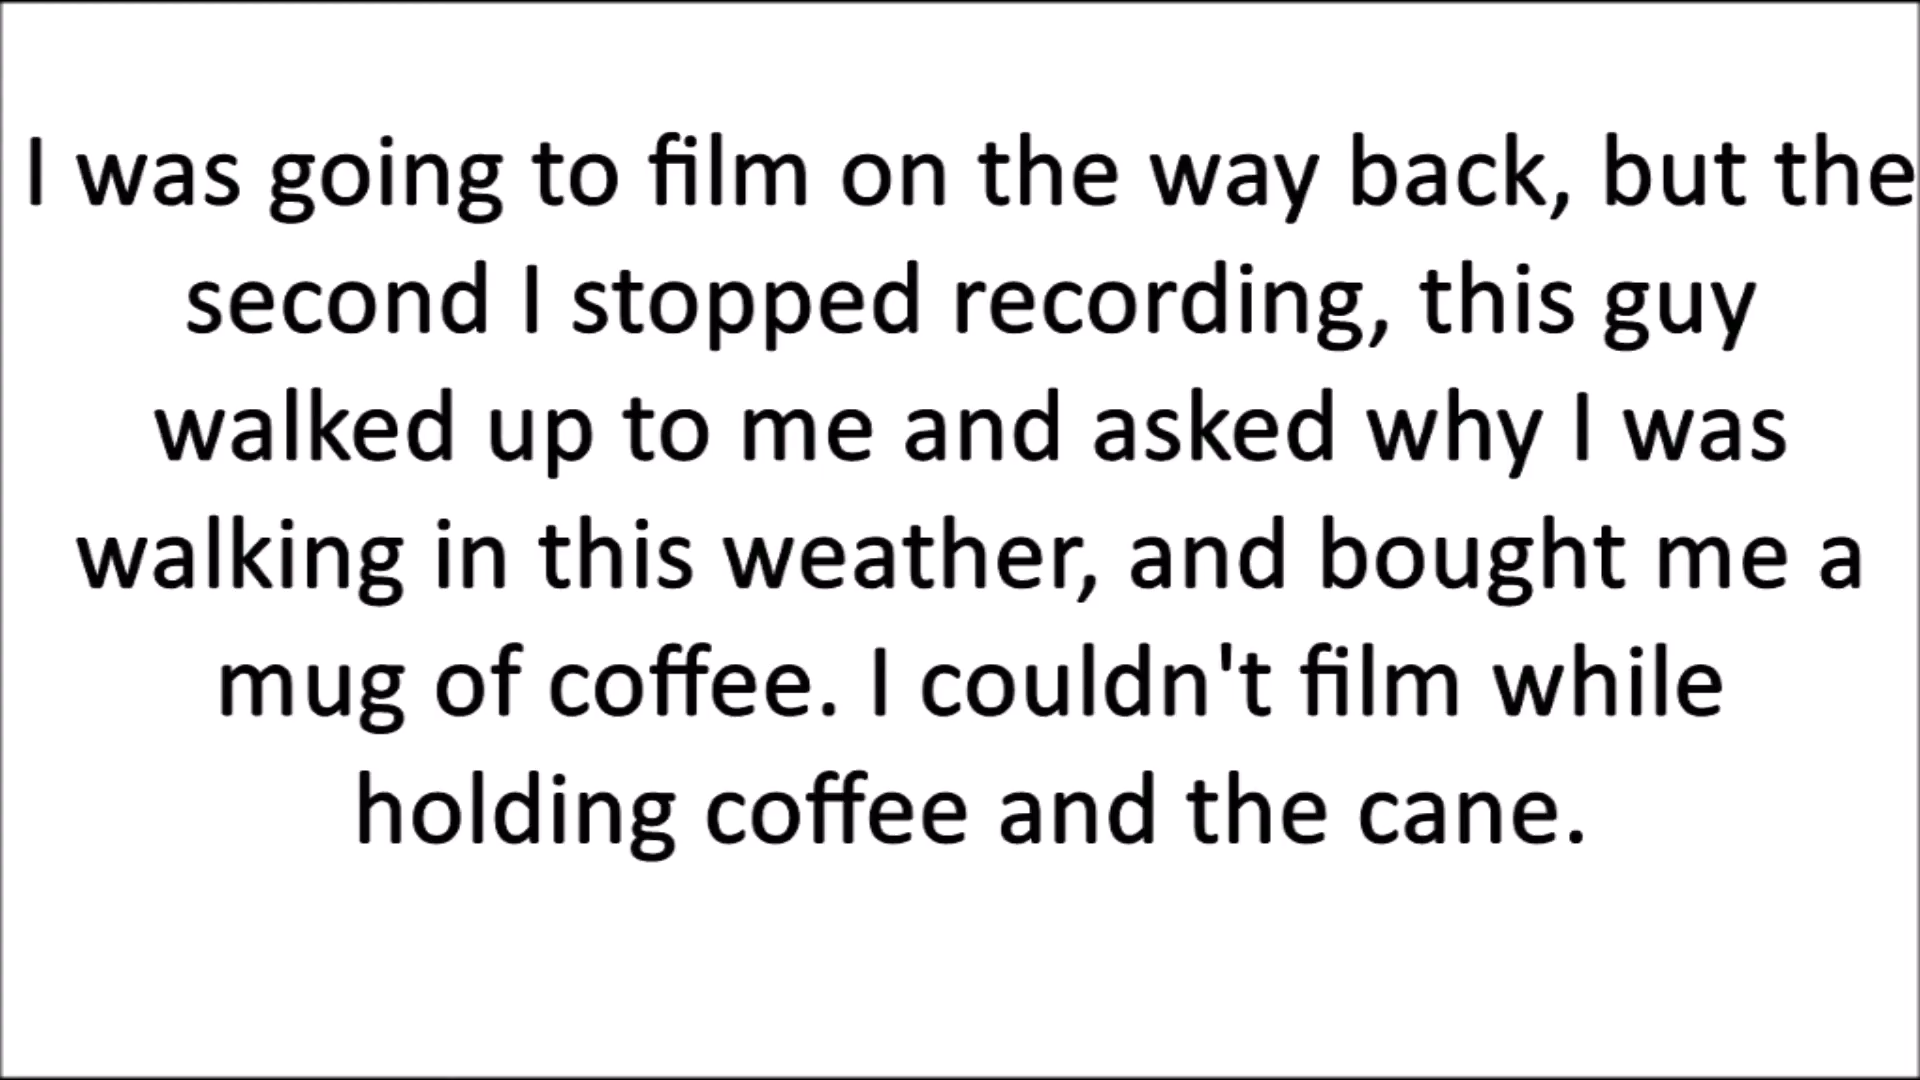 I was going to film on the way back, but the
second I stopped recording, this guy
walked up to me and asked why I was
walking in this weather, and bought me a
mug of coffee. I couldn't film while
holding coffee and the cane.